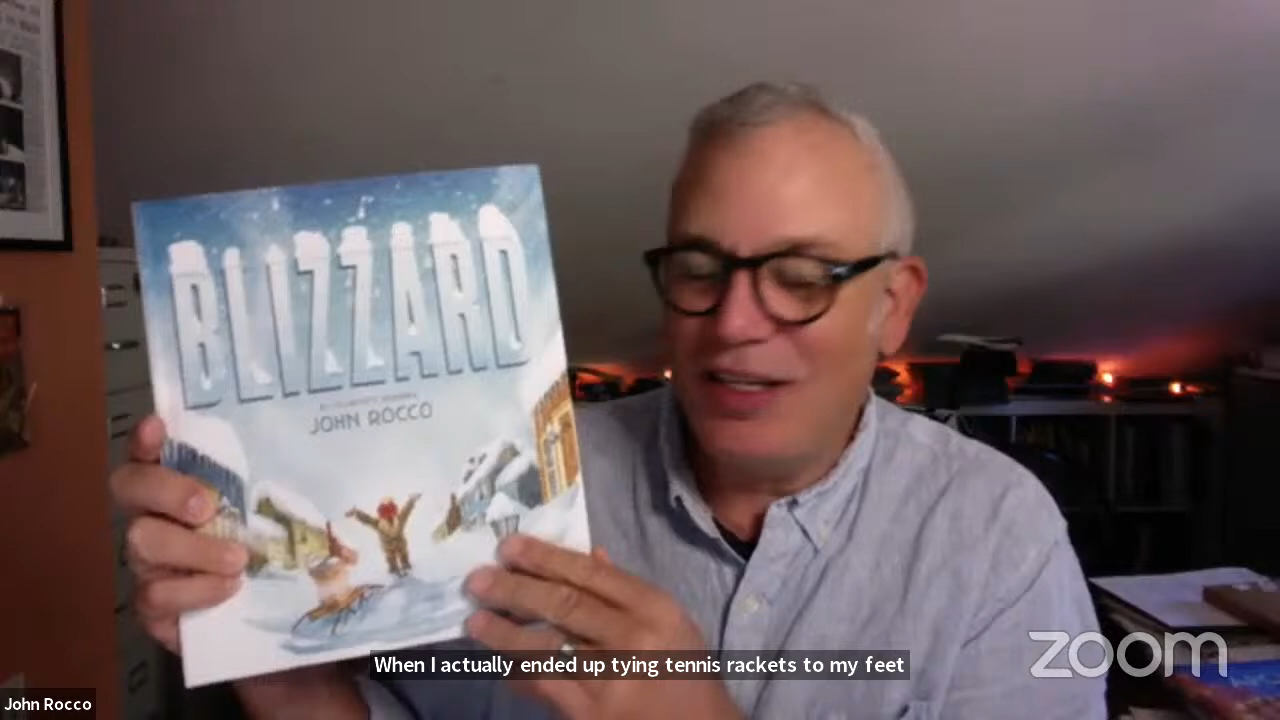 BLIZZARD
JOHN ROCCO
When I actually ended up tying tennis rackets to my feet
zoom
John Rocco